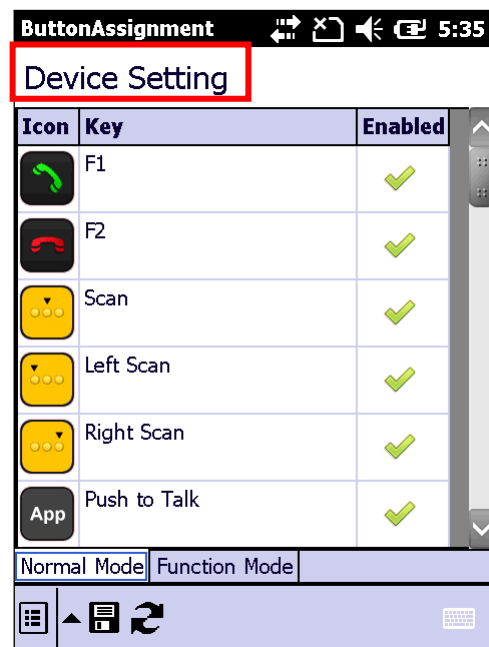 ButtonAssignment 5:35
Device Setting
Icon Key Enabled
F1
F2
Scan
Left Scan
Right Scan
App Push to Talk
Normal Mode Function Mode